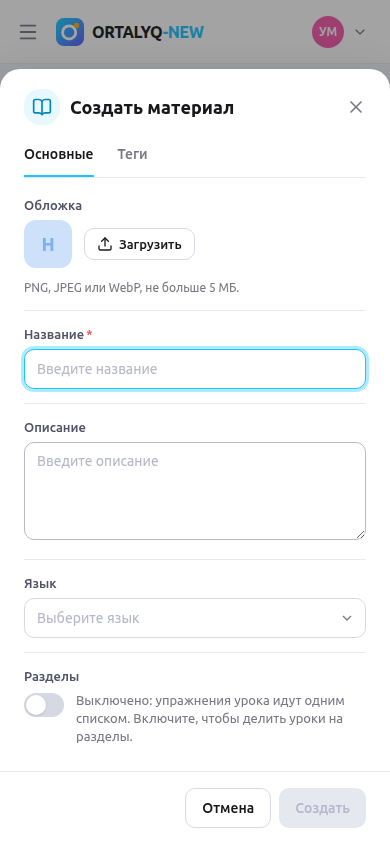 ORTALYQ-NEW
УМ
Создать материал
Основные
Теги
Обложка
Н
Загрузить
PNG, JPEG или WebP, не больше 5 МБ.
Название *
Введите название
Описание
Введите описание
Язык
Выберите язык
Разделы
Выключено: упражнения урока идут одним
списком. Включите, чтобы делить уроки на
разделы.
Отмена
Создать